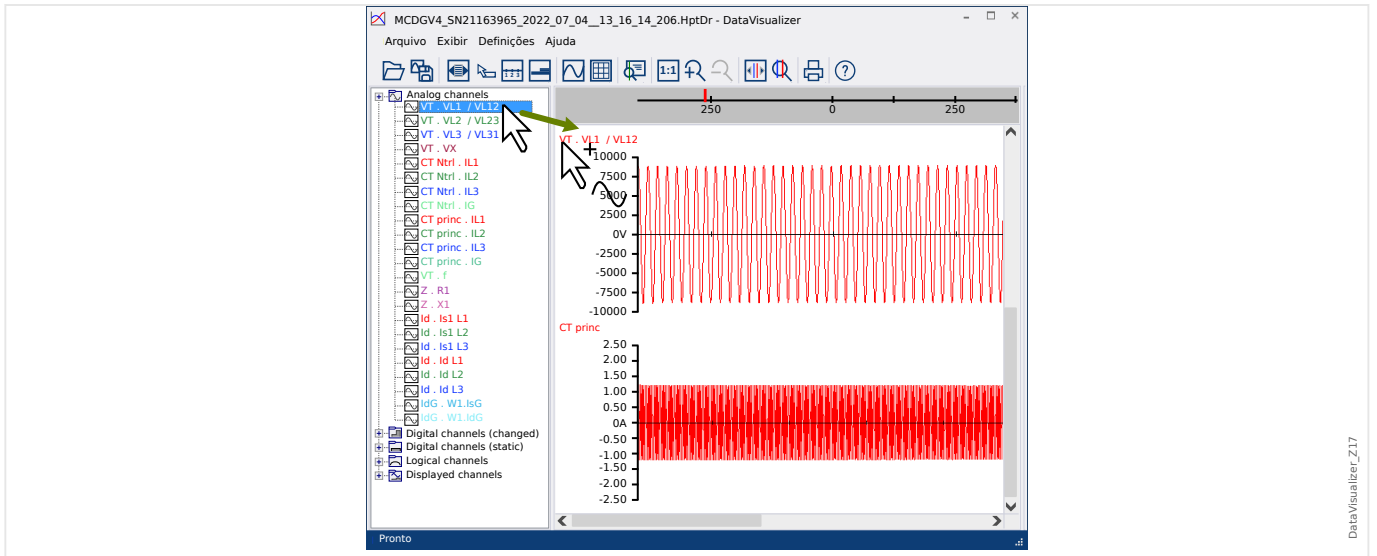 MCDGV4_SN21163965_2022_07_04__13_16_14_206.HptDr - DataVisualizer
Arquivo Exibir Definições Ajuda
1:1
Analog channels
VT . VL1 / VL12
VT . VL2 / VL23
VT . VL3 / VL31
VT . VX
CT Ntrl . IL1
CT Ntrl . IL2
CT Ntrl . IL3
CT Ntrl . IG
CT princ . IL1
CT princ . IL2
CT princ . IL3
CT princ . IG
VT . f
Z . R1
Z . X1
Id . Is1 L1
Id . Is1 L2
Id . Is1 L3
Id . Id L1
Id . Id L2
Id . Id L3
IdG . W1.IsG
IdG . W1.IdG
Digital channels (changed)
Digital channels (static)
Logical channels
Displayed channels
250 0 250
VT . VL1 / VL12
10000
7500
5000
2500
0V
-2500
-5000
-7500
-10000
CT princ
2.50
2.00
1.50
1.00
0.50
0A
-0.50
-1.00
-1.50
-2.00
-2.50
Pronto
DataVisualizer_Z17